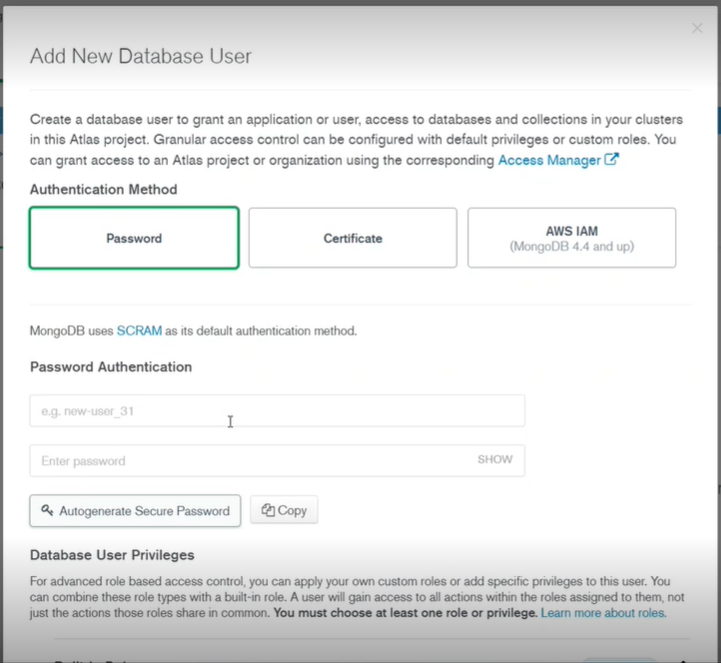 Add New Database User
Create a database user to grant an application or user, access to databases and collections in your clusters
in this Atlas project. Granular access control can be configured with default privileges or custom roles. You
can grant access to an Atlas project or organization using the corresponding Access Manager
Authentication Method
Password
Certificate
AWS IAM
(MongoDB 4.4 and up)
MongoDB uses SCRAM as its default authentication method.
Password Authentication
e.g. new-user_31
Enter password
SHOW
Autogenerate Secure Password
Copy
Database User Privileges
For advanced role based access control, you can apply your own custom roles or add specific privileges to this user. You
can combine these role types with a built-in role. A user will gain access to all actions within the roles assigned to them, not
just the actions those roles share in common. You must choose at least one role or privilege. Learn more about roles.